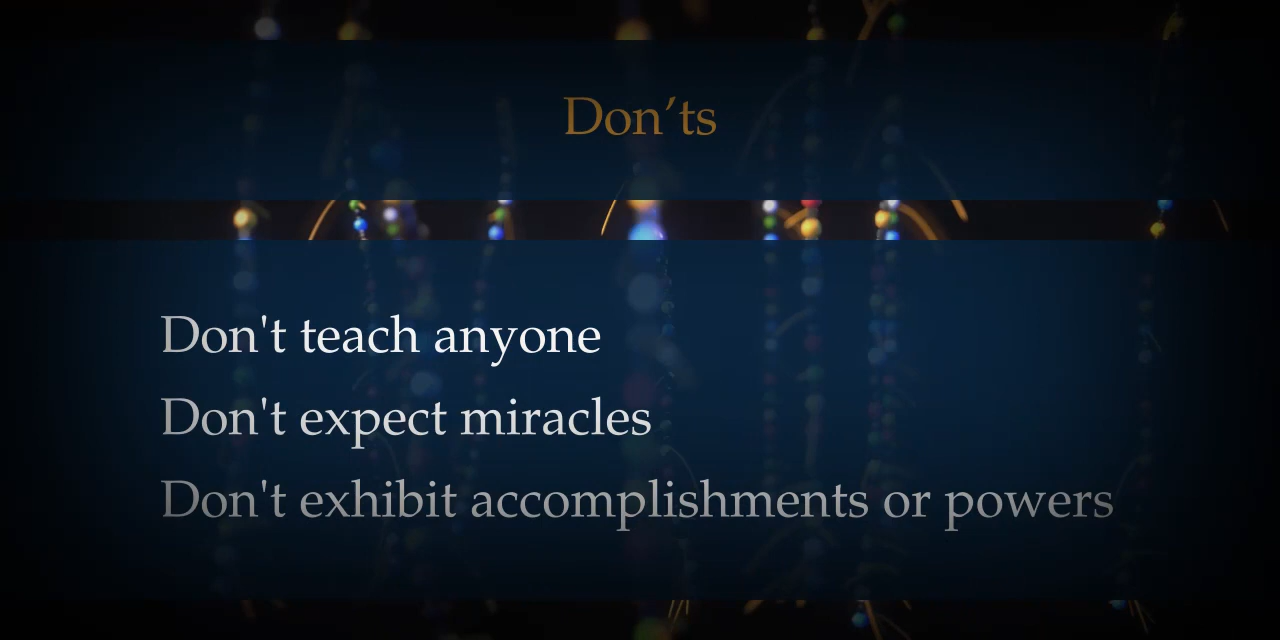 Don’ts
Don't teach anyone
Don't expect miracles
Don't exhibit accomplishments or powers